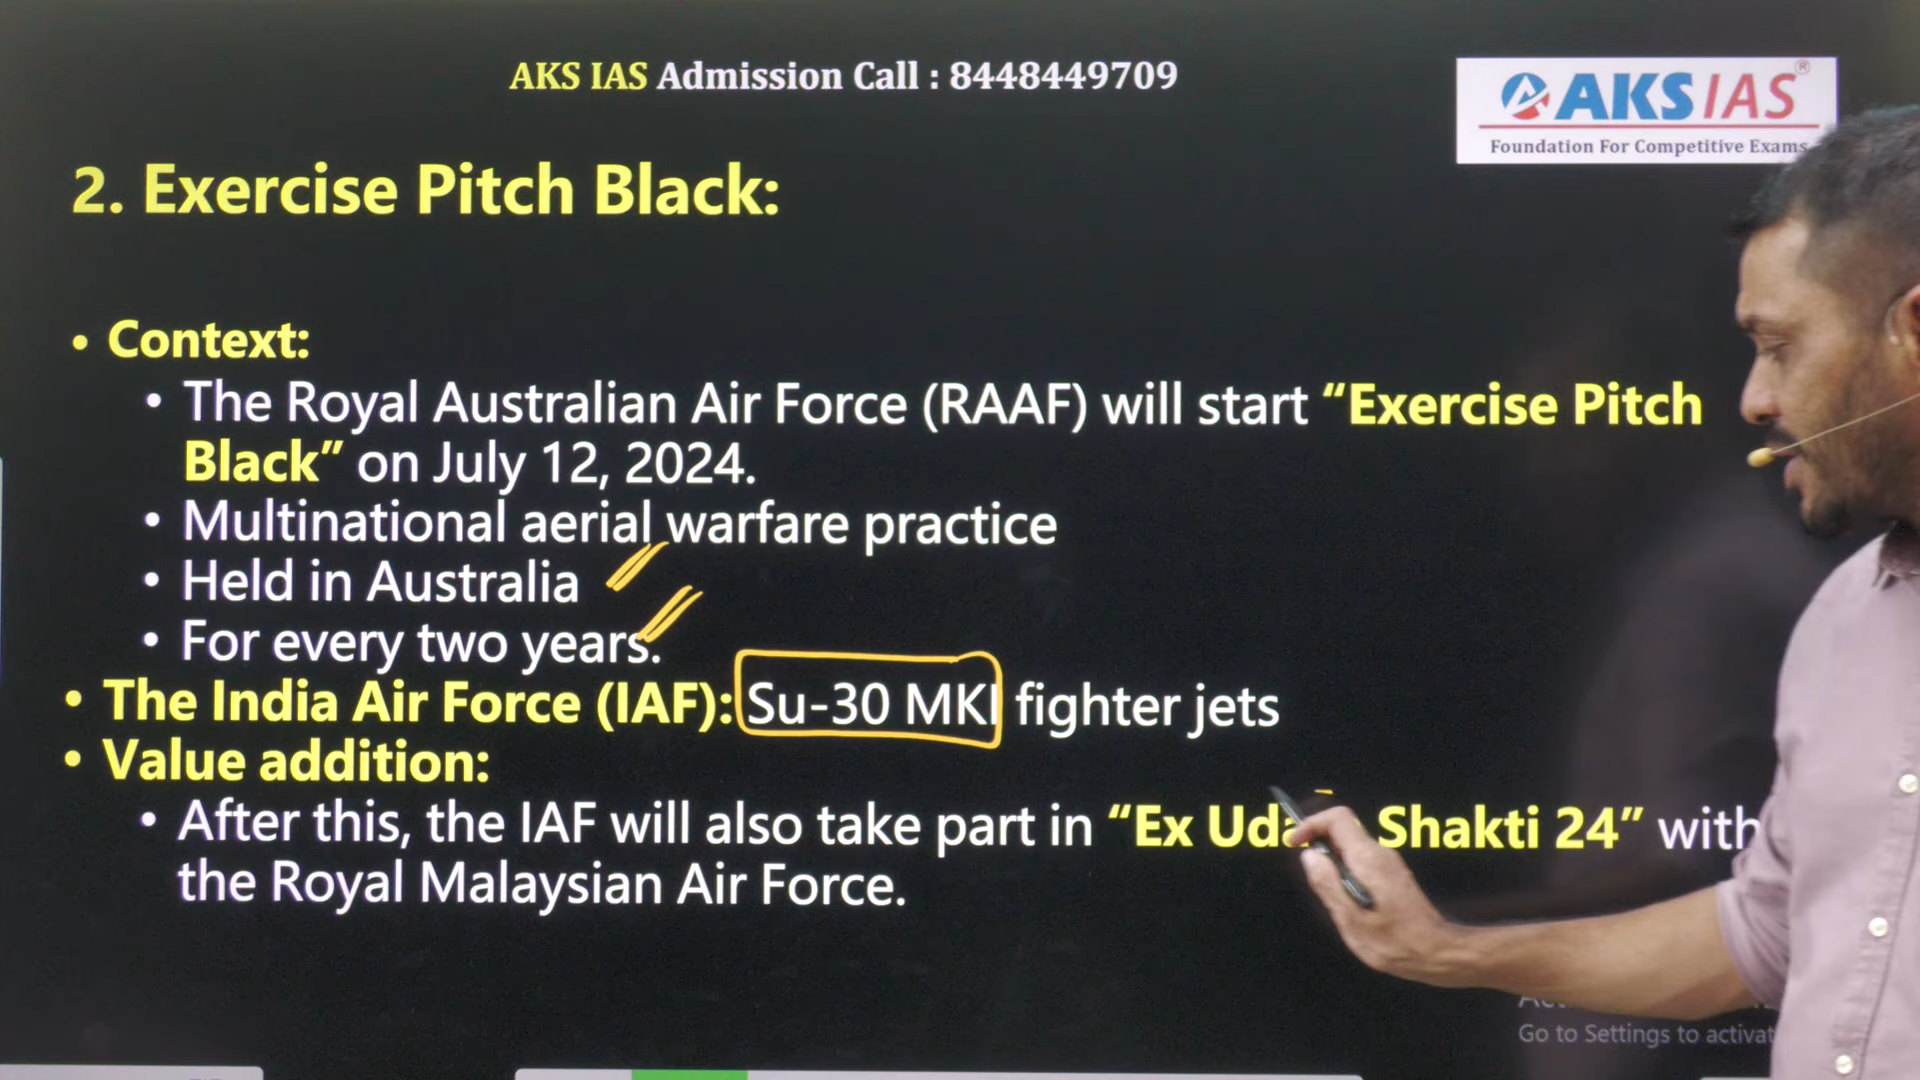 AKS IAS Admission Call : 8448449709
AKS IAS®
Foundation For Competitive Exams
2. Exercise Pitch Black:
• Context:
• The Royal Australian Air Force (RAAF) will start “Exercise Pitch
Black” on July 12, 2024.
• Multinational aerial warfare practice
• Held in Australia
• For every two years.
• The India Air Force (IAF): Su-30 MKI fighter jets
• Value addition:
• After this, the IAF will also take part in “Ex Shakti 24” with
the Royal Malaysian Air Force.
Go to Settings to activat